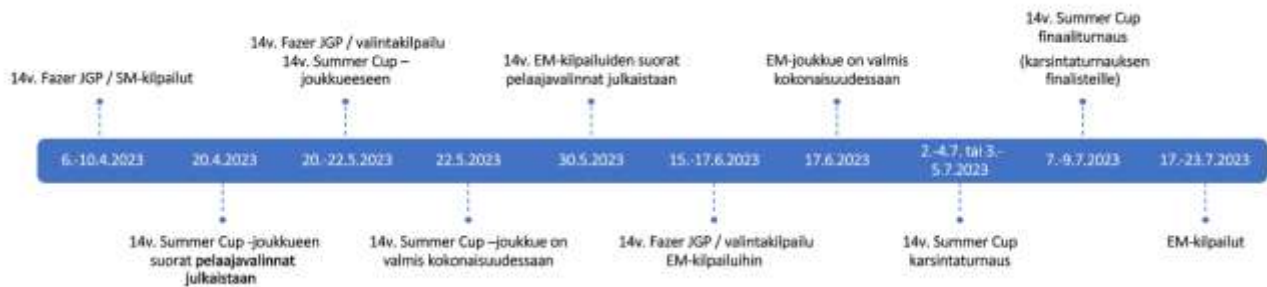 14v. Fazer JGP / SM-kilpailut
14v. Fazer JGP / valintakilpailu
14v. Summer Cup –
joukkueeseen
14v. EM-kilpailuiden suorat
pelaajavalinnat julkaistaan
EM-joukkue on valmis
kokonaisuudessaan
14v. Summer Cup
finaaliturnaus
(karsintaturnauksen
finalisteille)
6.-10.4.2023
20.4.2023
20.-22.5.2023
22.5.2023
30.5.2023
15.-17.6.2023
17.6.2023
2.-4.7. tai 3.-
5.7.2023
7.-9.7.2023
17.-23.7.2023
14v. Summer Cup -joukkueen
suorat pelaajavalinnat
julkaistaan
14v. Summer Cup –joukkue on
valmis kokonaisuudessaan
14v. Fazer JGP / valintakilpailu
EM-kilpailuihin
14v. Summer Cup
karsintaturnaus
EM-kilpailut